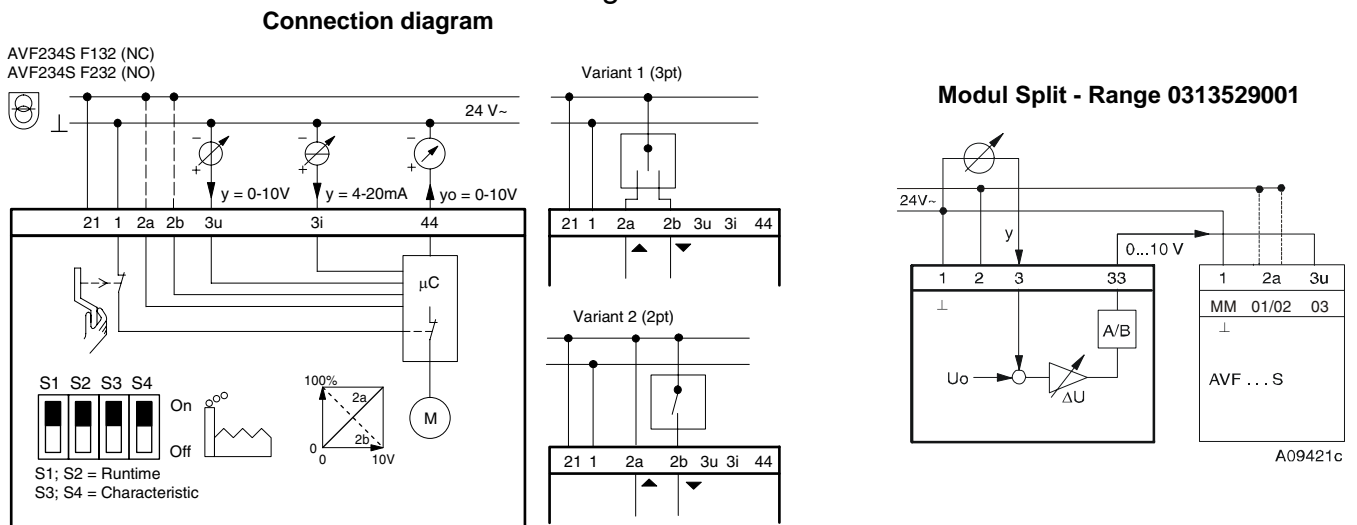 Connection diagram
AVF234S F132 (NC)
AVF234S F232 (NO)
24 V~
y = 0-10V
y = 4-20mA
yo = 0-10V
21 1 2a 2b 3u 3i 44
µC
M
S1 S2 S3 S4
On
Off
S1; S2 = Runtime
S3; S4 = Characteristic
100%
2a
2b
0
0 10V
Variant 1 (3pt)
21 1 2a 2b 3u 3i 44
Variant 2 (2pt)
21 1 2a 2b 3u 3i 44
Modul Split - Range 0313529001
24V~
y
0...10 V
1 2 3 33
⊥
A/B
Uo
ΔU
1 2a 3u
MM 01/02 03
⊥
AVF . . . S
A09421c